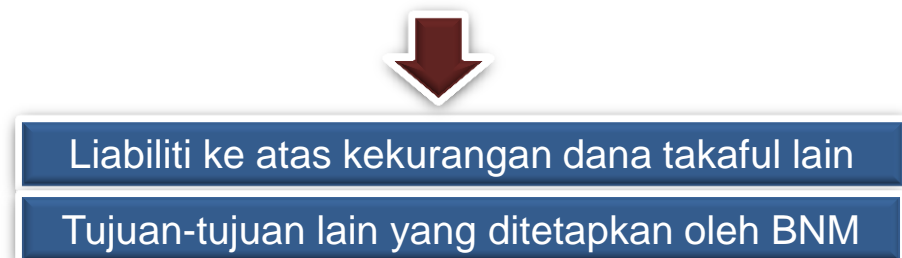 Liabiliti ke atas kekurangan dana takaful lain
Tujuan-tujuan lain yang ditetapkan oleh BNM